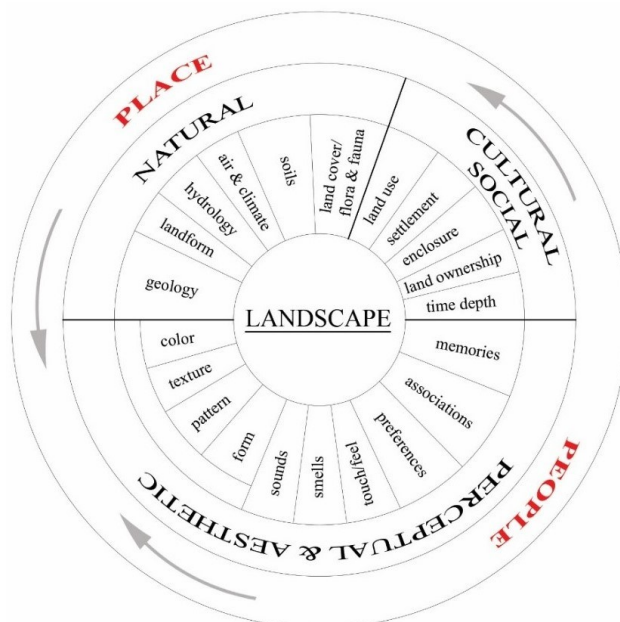 PLACE
NATURAL
CULTURAL
SOCIAL
geology
landform
hydrology
air & climate
soils
land cover/
flora & fauna
land use
settlement
enclosure
land ownership
time depth
LANDSCAPE
memories
associations
preferences
touch/feel
smells
sounds
form
pattern
texture
color
PERCEPTUAL & AESTHETIC
PEOPLE